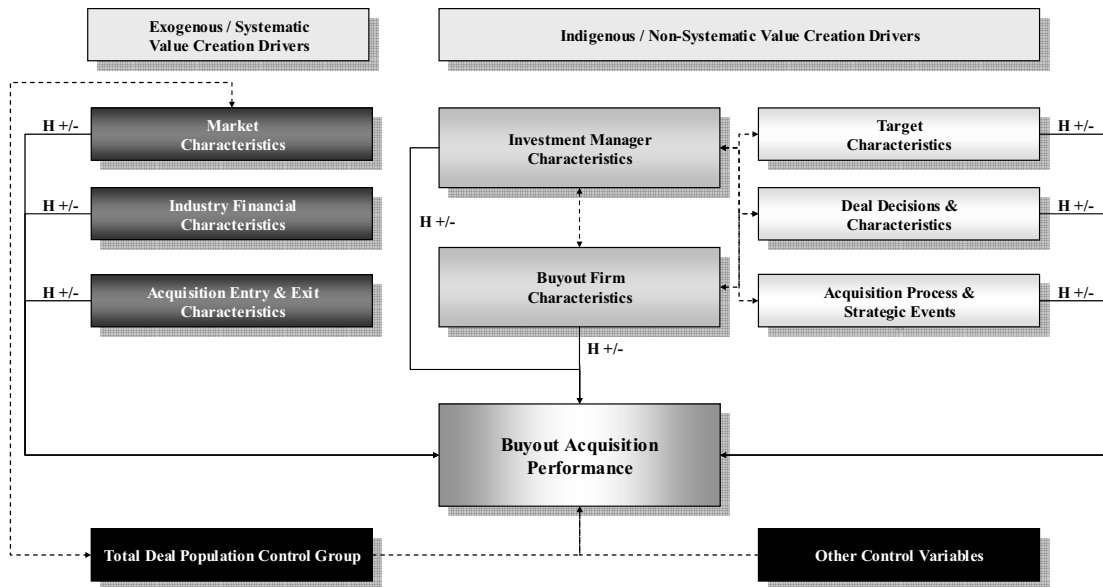 Exogenous / Systematic
Value Creation Drivers
Indigenous / Non-Systematic Value Creation Drivers
H +/-
Market
Characteristics
Investment Manager
Characteristics
Target
Characteristics
H +/-
H +/-
Industry Financial
Characteristics
H +/-
Deal Decisions &
Characteristics
H +/-
H +/-
Acquisition Entry & Exit
Characteristics
Buyout Firm
Characteristics
Acquisition Process &
Strategic Events
H +/-
H +/-
Buyout Acquisition
Performance
Total Deal Population Control Group
Other Control Variables